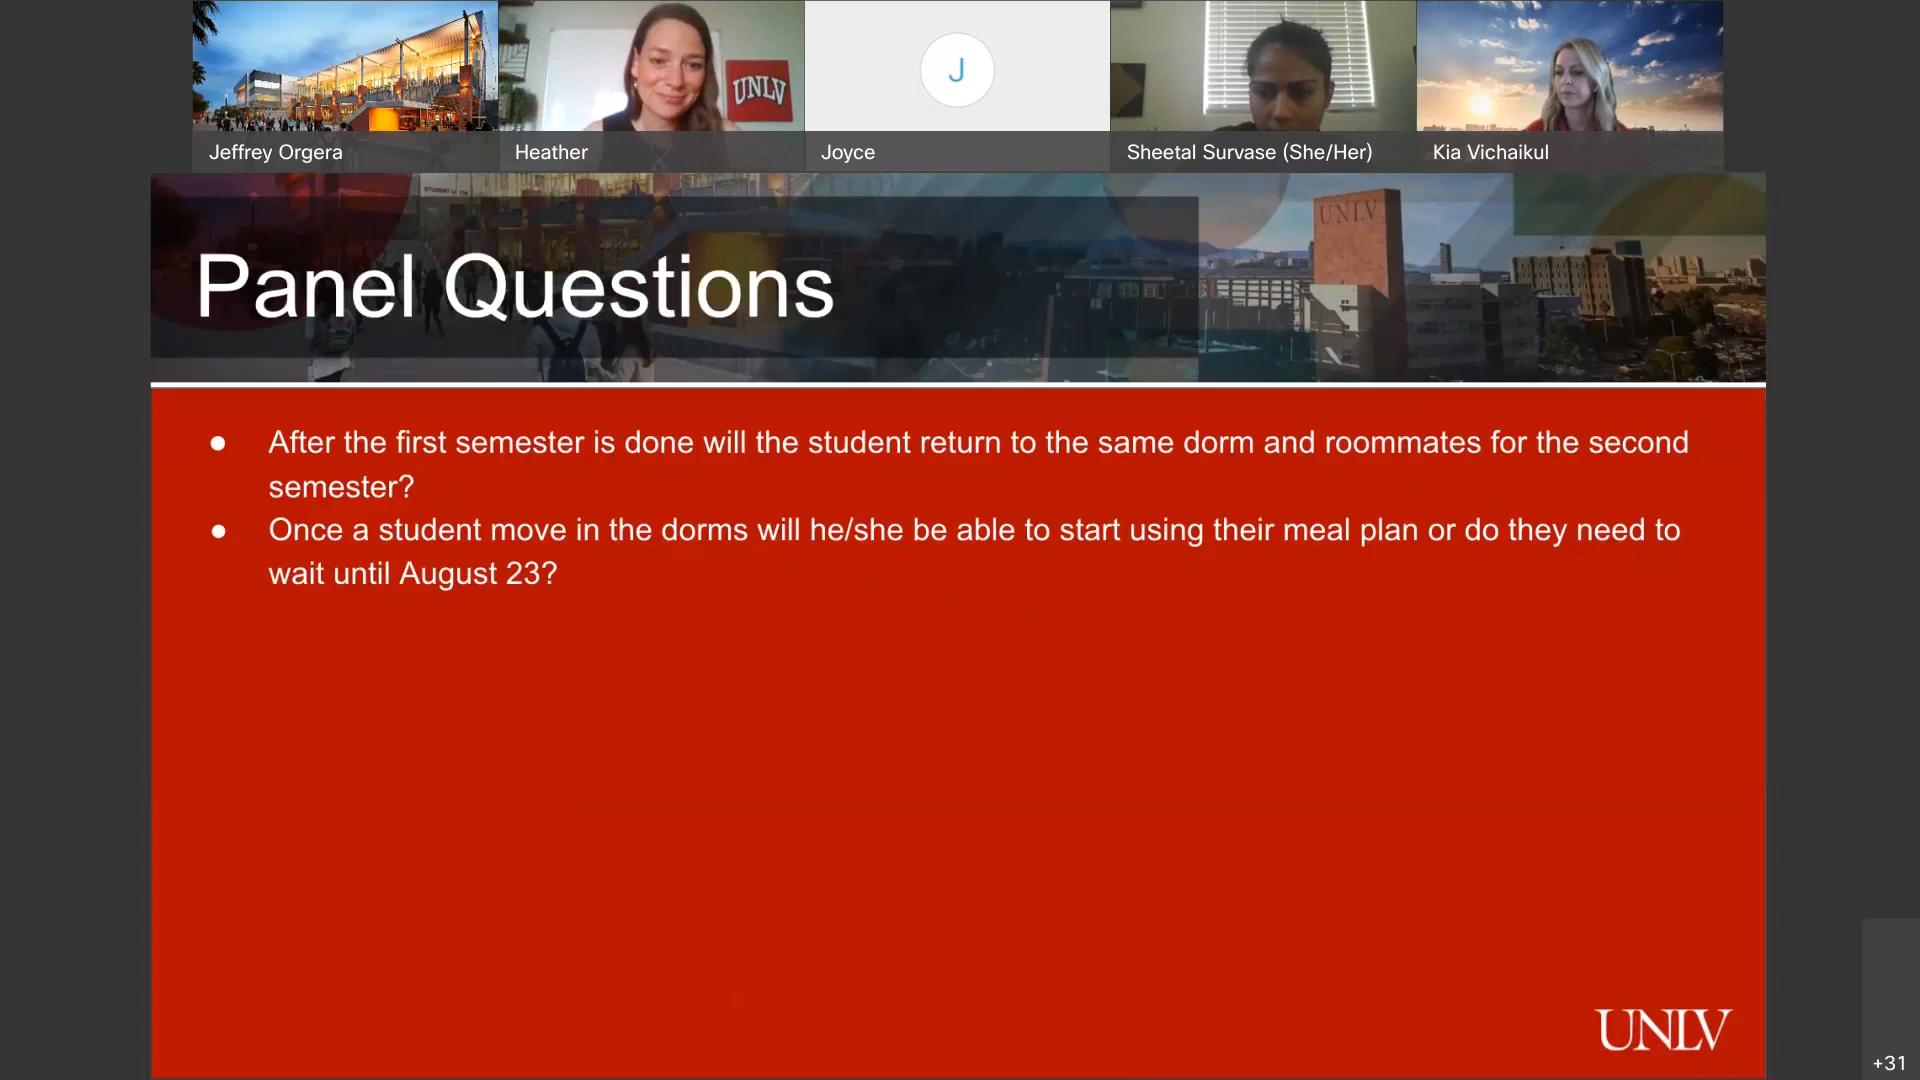 UNLV
J
Jeffrey Orgera
Heather
Joyce
Sheetal Survase (She/Her)
Kia Vichaikul
STUDENT
UNLV
Panel Questions
● After the first semester is done will the student return to the same dorm and roommates for the second
semester?
● Once a student move in the dorms will he/she be able to start using their meal plan or do they need to
wait until August 23?
UNLV
+31